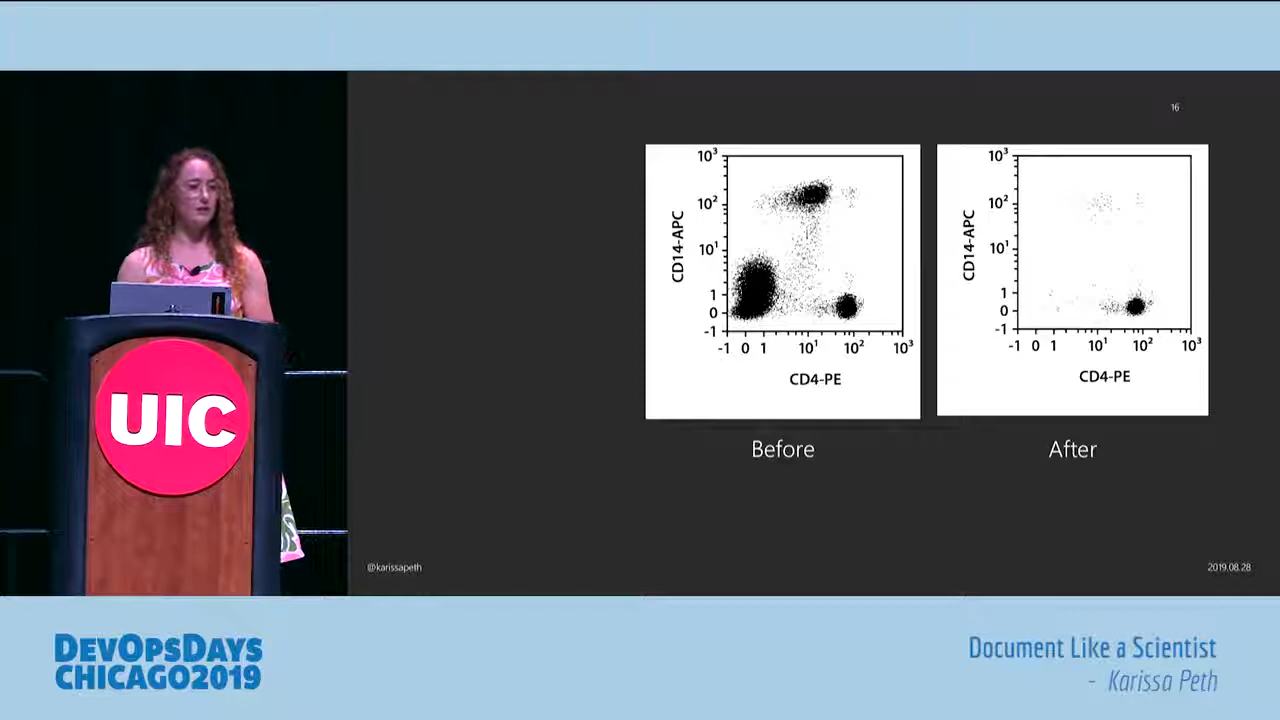 16
10³
10²
10¹
1
0
-1
CD14-APC
-1 0 1 10¹ 10² 10³
CD4-PE
Before
10³
10²
10¹
1
0
-1
CD14-APC
-1 0 1 10¹ 10² 10³
CD4-PE
After
UIC
@karissapeth
2019.08.28
DEVOPSDAYS
CHICAGO2019
Document Like a Scientist
- Karissa Peth